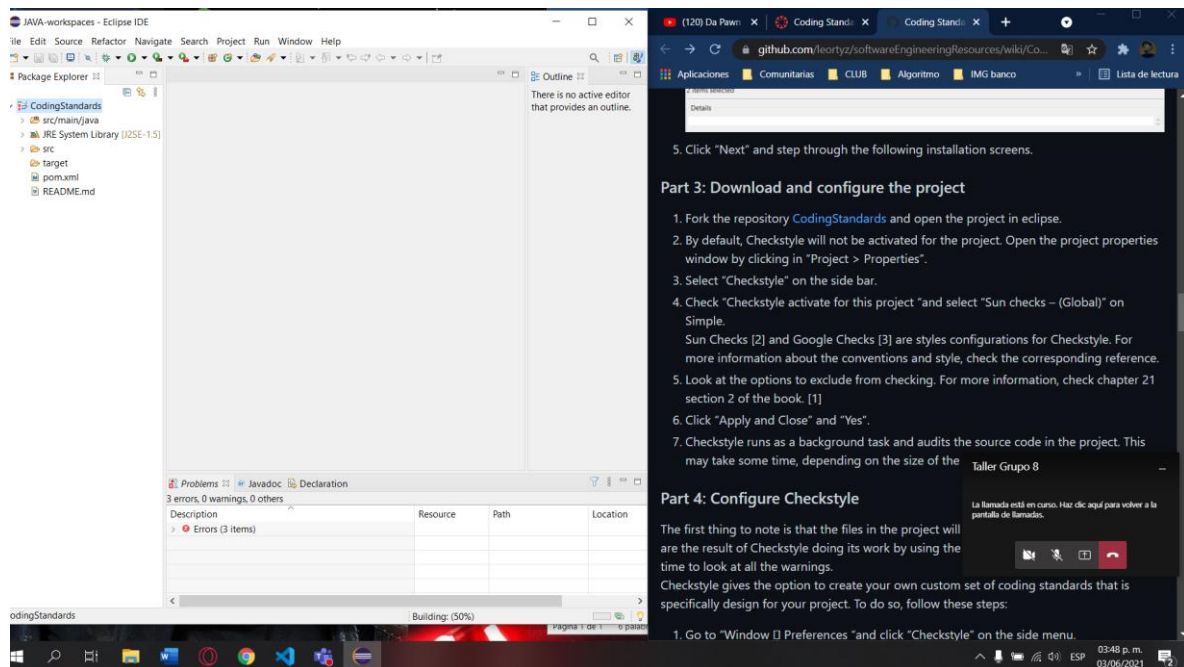 JAVA-workspaces - Eclipse IDE
ile Edit Source Refactor Navigate Search Project Run Window Help
Package Explorer
CodingStandards
src/main/java
JRE System Library [J2SE-1.5]
src
target
pom.xml
README.md
Outline
There is no active editor
that provides an outline.
Problems Javadoc Declaration
3 errors, 0 warnings, 0 others
Description Resource Path Location
Errors (3 items)
odingStandards Building: (50%)
Página 1 de 1 6 palabr
(120) Da Pawn Coding Standa Coding Standa
github.com/leortyz/softwareEngineeringResources/wiki/Co...
Aplicaciones Comunitarias CLUB Algoritmo IMG banco » Lista de lectura
2 items selected
Details
5. Click "Next" and step through the following installation screens.
Part 3: Download and configure the project
1. Fork the repository CodingStandards and open the project in eclipse.
2. By default, Checkstyle will not be activated for the project. Open the project properties
window by clicking in "Project > Properties".
3. Select "Checkstyle" on the side bar.
4. Check "Checkstyle activate for this project "and select "Sun checks – (Global)" on
Simple.
Sun Checks [2] and Google Checks [3] are styles configurations for Checkstyle. For
more information about the conventions and style, check the corresponding reference.
5. Look at the options to exclude from checking. For more information, check chapter 21
section 2 of the book. [1]
6. Click "Apply and Close" and "Yes".
7. Checkstyle runs as a background task and audits the source code in the project. This
may take some time, depending on the size of the
Part 4: Configure Checkstyle
The first thing to note is that the files in the project will
are the result of Checkstyle doing its work by using the
time to look at all the warnings.
Checkstyle gives the option to create your own custom set of coding standards that is
specifically design for your project. To do so, follow these steps:
1. Go to "Window [] Preferences "and click "Checkstyle" on the side menu.
Taller Grupo 8
La llamada está en curso. Haz clic aquí para volver a la
pantalla de llamadas.
ESP
03:48 p. m.
03/06/2021